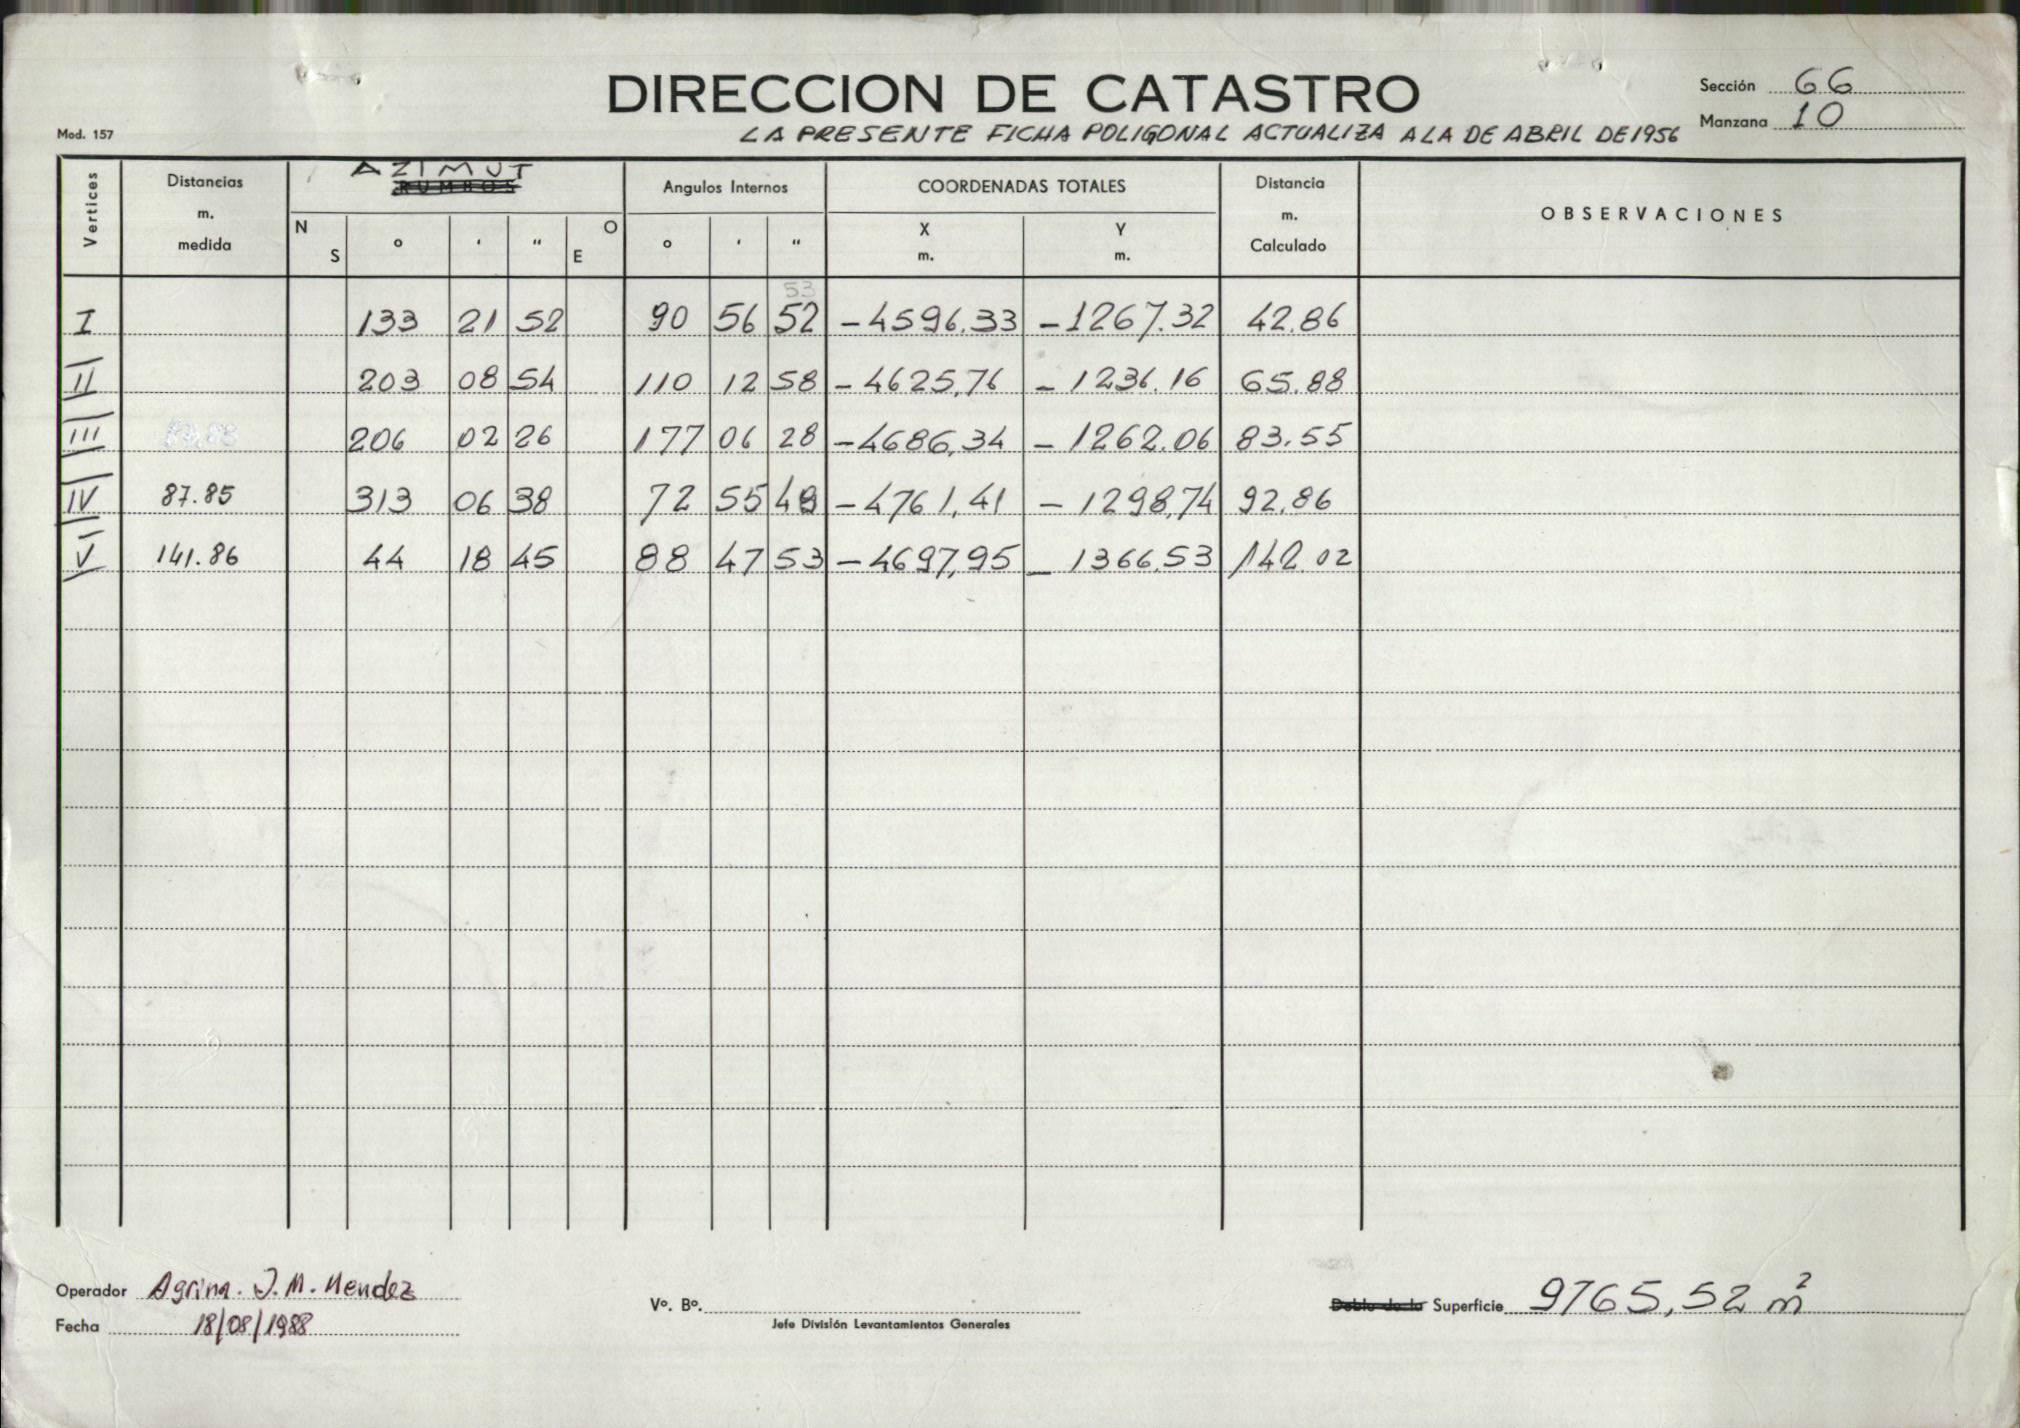 DIRECCION DE CATASTRO
Sección 66
Manzana 10
Mod. 157
LA PRESENTE FICHA POLIGONAL ACTUALIZA A LA DE ABRIL DE 1956
Vertices Distancias m. medida AZIMUT RUMBOS N S ° ' " O E Angulos Internos ° ' " COORDENADAS TOTALES X m. Y m. Distancia m. Calculado OBSERVACIONES
53
I 133 21 52 90 56 52 -4596.33 -1267.32 42.86
II 203 08 54 110 12 58 -4625,76 -1236.16 65.88
III 206 02 26 177 06 28 -4686,34 -1262.06 83.55
IV 87.85 313 06 38 72 55 48 -4761,41 -1298,74 92,86
V 141.86 44 18 45 88 47 53 -4697,95 -1366.53 142.02
Operador Agrim. J. M. Mendez
Fecha 18/08/1988
Vº. Bº.
Jefe División Levantamientos Generales
Doble de la Superficie 9765,52 m²